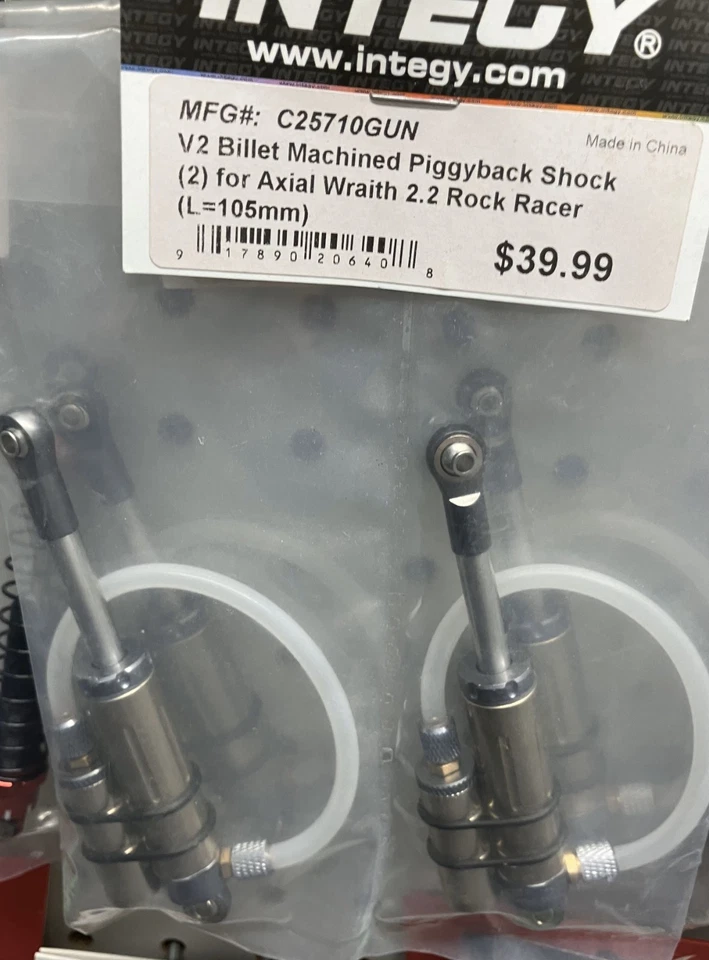 INTEGY®
www.integy.com
MFG#: C25710GUN
Made in China
V2 Billet Machined Piggyback Shock
(2) for Axial Wraith 2.2 Rock Racer
(L=105mm)
9 17890 20640 8
$39.99